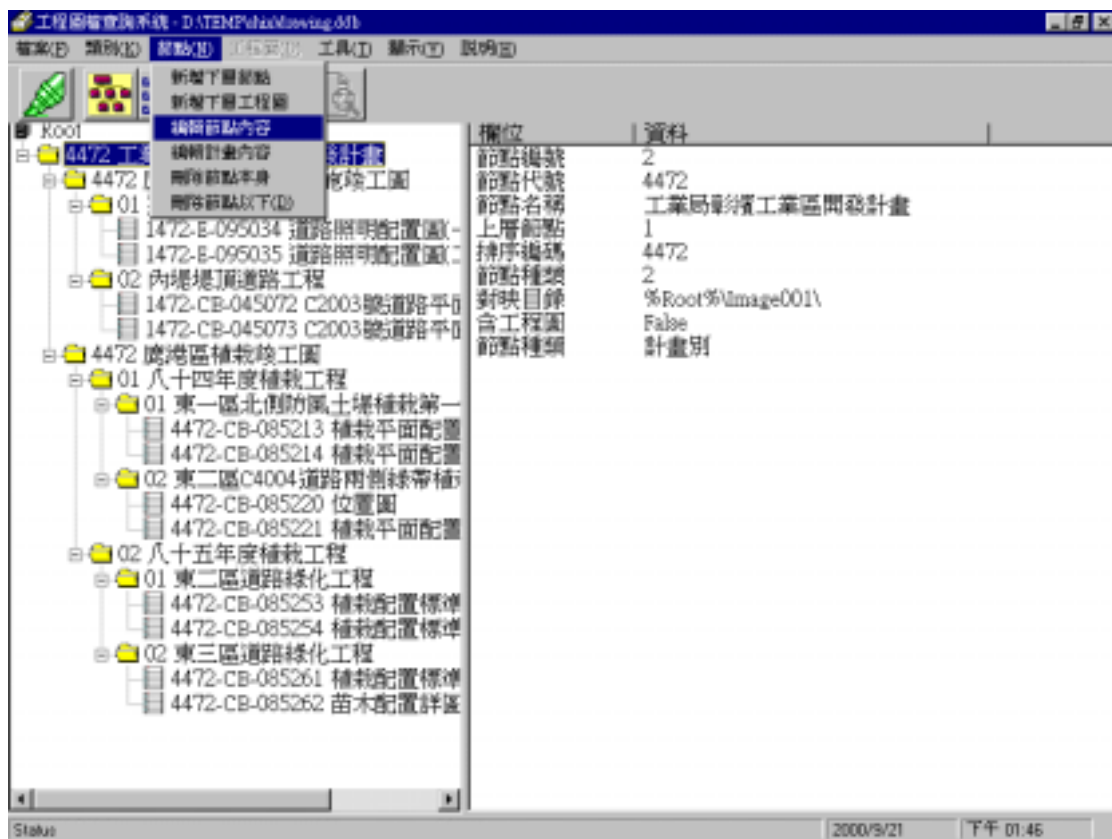 工程圖檔查詢系統 - D:\TEMP\chin\drawing.ddb
檔案(F) 類別(K) 節點(N) 工程圖(D) 工具(T) 顯示(Y) 說明(H)
新增下層節點
新增下層工程圖
編輯節點內容
編輯計畫內容
刪除節點本身
刪除節點以下(D)
Root
4472 工 計畫
4472 竣工圖
01
1472-E-095034 道路照明配置圖(一
1472-E-095035 道路照明配置圖(二
02 內堤堤頂道路工程
1472-CB-045072 C2003號道路平面
1472-CB-045073 C2003號道路平面
4472 鹿港區植栽竣工圖
01 八十四年度植栽工程
01 東一區北側防風土堤植栽第一
4472-CB-085213 植栽平面配置
4472-CB-085214 植栽平面配置
02 東二區C4004道路兩側綠帶植
4472-CB-085220 位置圖
4472-CB-085221 植栽平面配置
02 八十五年度植栽工程
01 東二區道路綠化工程
4472-CB-085253 植栽配置標準
4472-CB-085254 植栽配置標準
02 東三區道路綠化工程
4472-CB-085261 植栽配置標準
4472-CB-085262 苗木配置詳圖
欄位 資料
節點編號 2
節點代號 4472
節點名稱 工業局彰濱工業區開發計畫
上層節點 1
排序編碼 4472
節點種類 2
對映目錄 %Root%\Image001\
含工程圖 False
節點種類 計畫別
Status 2000/9/21 下午 01:46